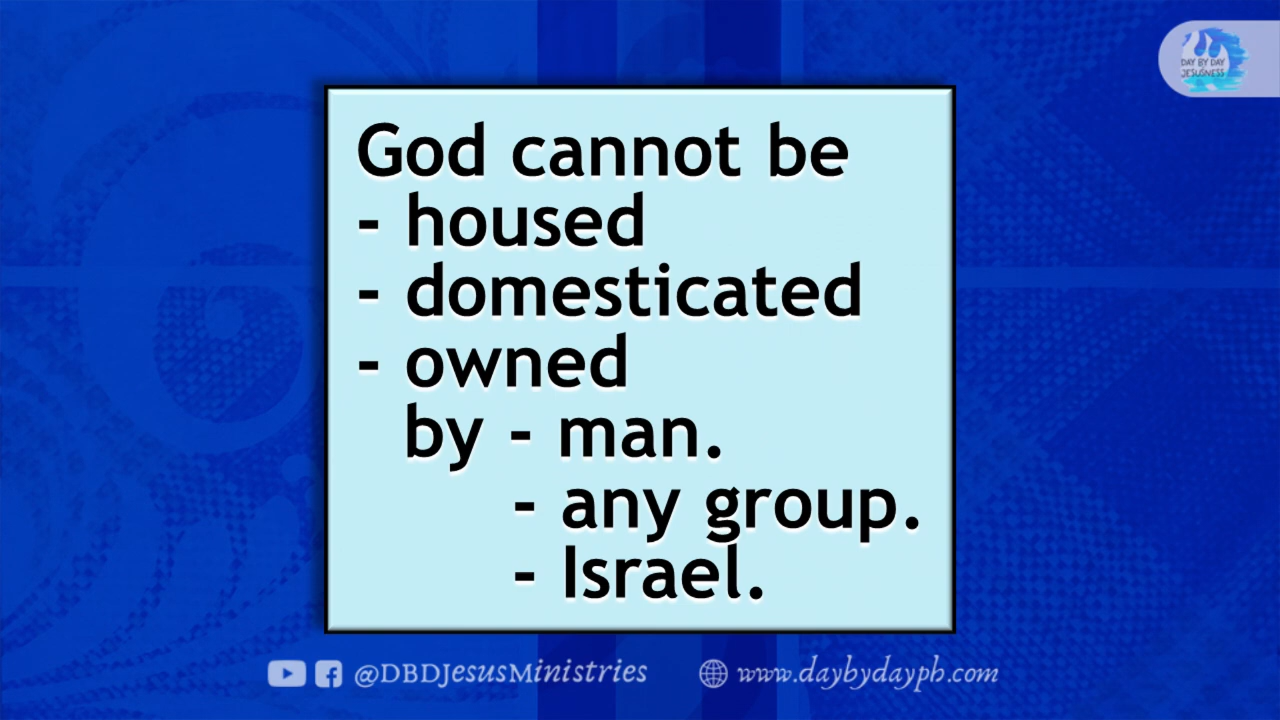 DAY BY DAY
JESUSNESS
God cannot be
- housed
- domesticated
- owned
by - man.
- any group.
- Israel.
@DBDJesusMinistries
www.daybydayph.com